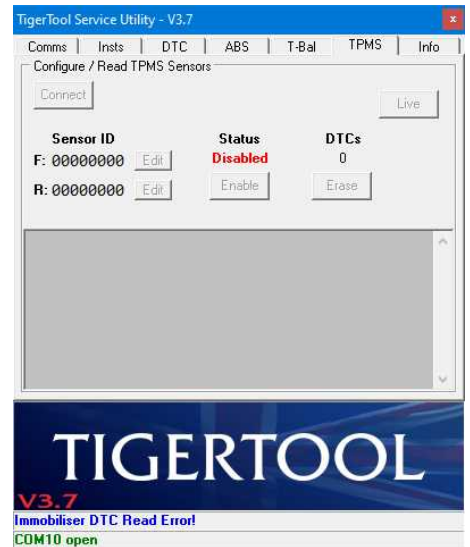 TigerTool Service Utility - V3.7
x
Comms Insts DTC ABS T-Bal TPMS Info
Configure / Read TPMS Sensors
Connect
Live
Sensor ID Status DTCs
F: 00000000 Edit Disabled 0
R: 00000000 Edit Enable Erase
TIGERTOOL
V3.7
Immobiliser DTC Read Error!
COM10 open